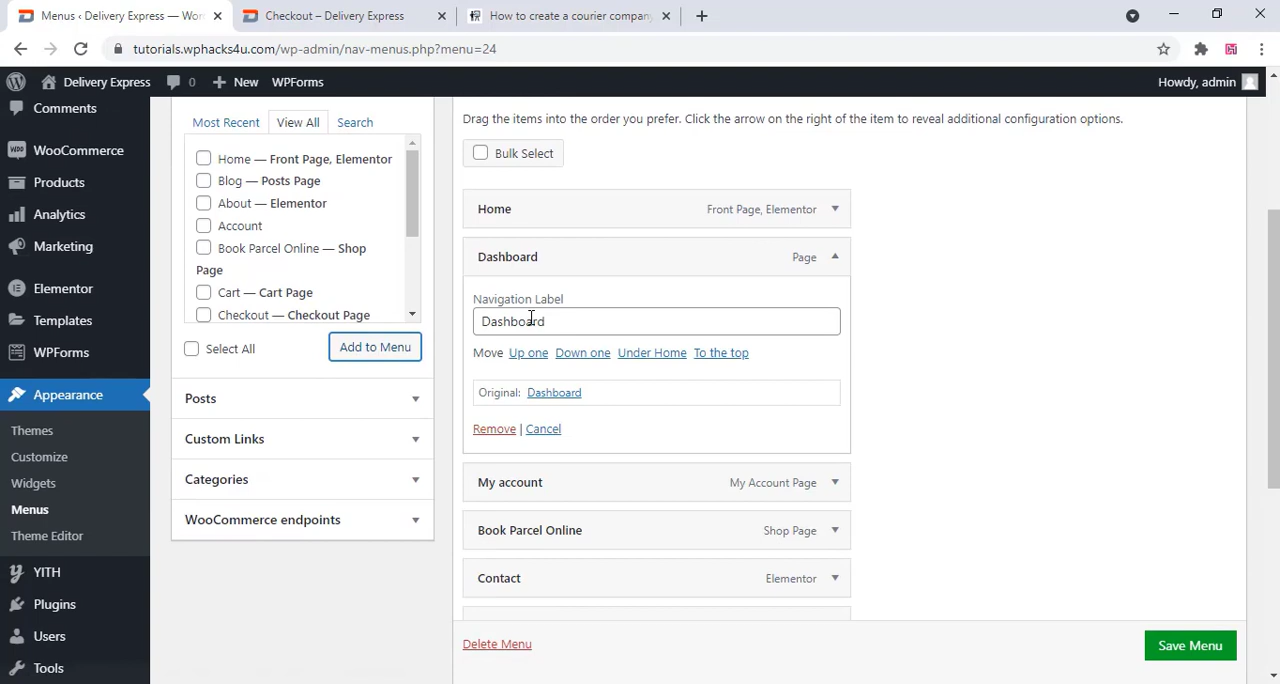 Menus ‹ Delivery Express — Wor
Checkout – Delivery Express
How to create a courier company
tutorials.wphacks4u.com/wp-admin/nav-menus.php?menu=24
Delivery Express
0
New
WPForms
Howdy, admin
Comments
WooCommerce
Products
Analytics
Marketing
Elementor
Templates
WPForms
Appearance
Themes
Customize
Widgets
Menus
Theme Editor
YITH
Plugins
Users
Tools
Most Recent
View All
Search
Home — Front Page, Elementor
Blog — Posts Page
About — Elementor
Account
Book Parcel Online — Shop
Page
Cart — Cart Page
Checkout — Checkout Page
Select All
Add to Menu
Posts
Custom Links
Categories
WooCommerce endpoints
Drag the items into the order you prefer. Click the arrow on the right of the item to reveal additional configuration options.
Bulk Select
Home Front Page, Elementor
Dashboard Page
Navigation Label
Dashboard
Move Up one Down one Under Home To the top
Original: Dashboard
Remove | Cancel
My account My Account Page
Book Parcel Online Shop Page
Contact Elementor
Delete Menu
Save Menu